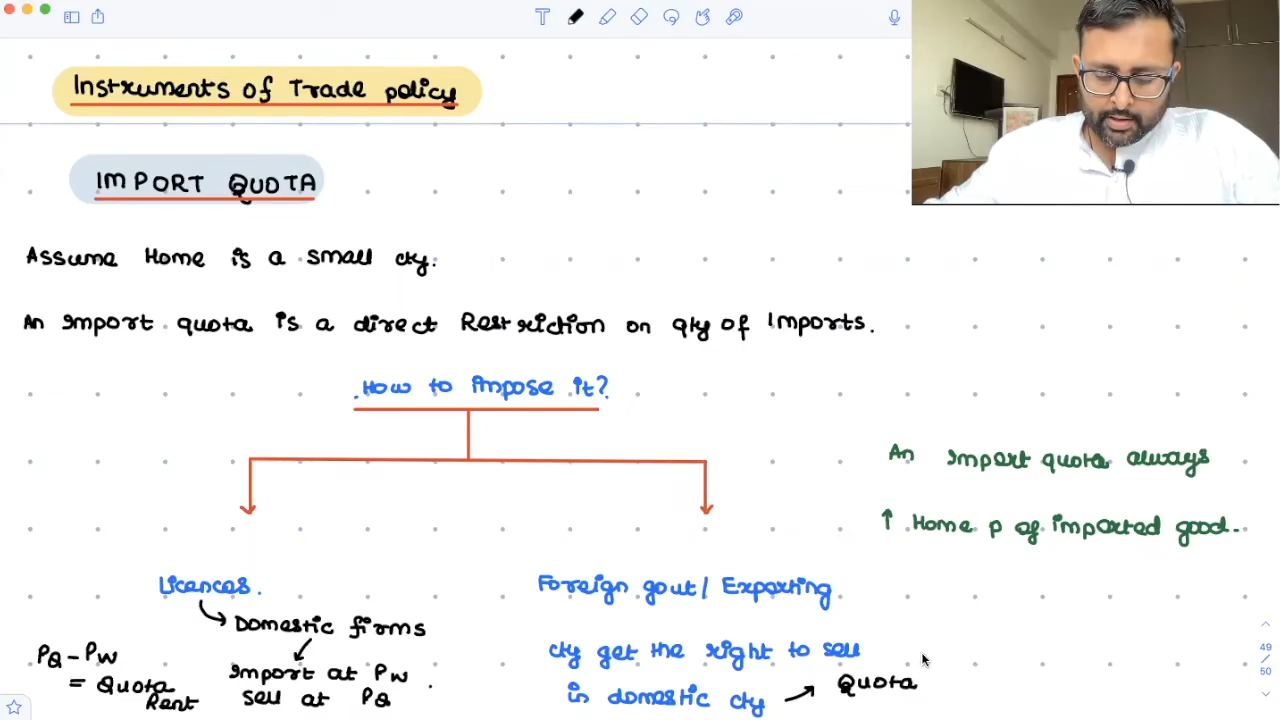 Instruments of Trade policy
IMPORT QUOTA
Assume Home is a small cty.
An import quota is a direct Restriction on qty of Imports.
How to impose it?
An import quota always
↑ Home p of imported good.
Licences.
Domestic firms
import at PW
sell at PQ
PQ - PW
= Quota
Rent
Foreign govt / Exporting
cty get the right to sell
in domestic cty → Quota
49
/
50